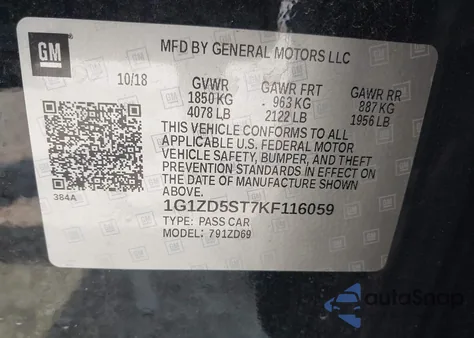 GM
MFD BY GENERAL MOTORS LLC
10/18 GVWR GAWR FRT GAWR RR
1850 KG 963 KG 887 KG
4078 LB 2122 LB 1956 LB
THIS VEHICLE CONFORMS TO ALL APPLICABLE
U.S. FEDERAL MOTOR
VEHICLE SAFETY, BUMPER, AND THEFT
PREVENTION STANDARDS IN EFFECT ON
THE DATE OF MANUFACTURE SHOWN
ABOVE.
384A
1G1ZD5ST7KF116059
TYPE: PASS CAR
MODEL: 791ZD69
autoSnap